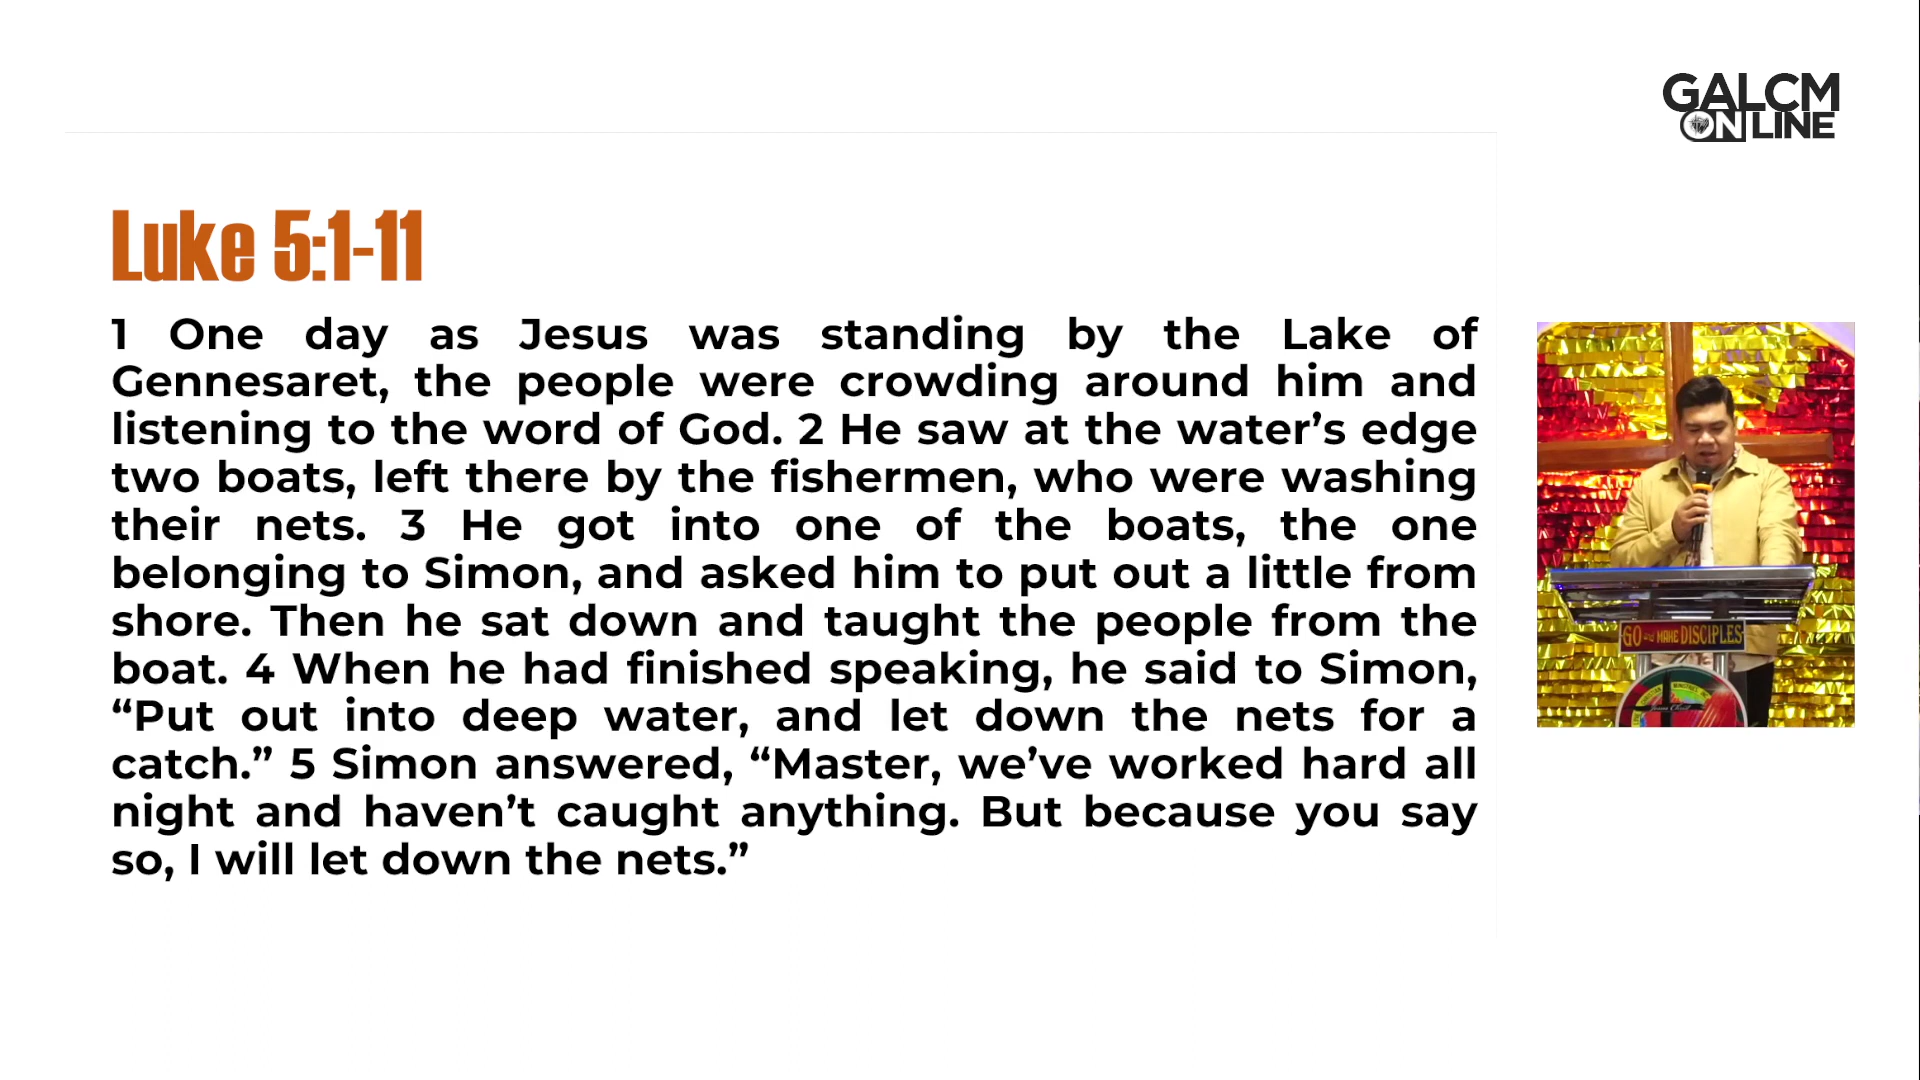 GALCM
ONLINE
Luke 5:1-11
1 One day as Jesus was standing by the Lake of
Gennesaret, the people were crowding around him and
listening to the word of God. 2 He saw at the water’s edge
two boats, left there by the fishermen, who were washing
their nets. 3 He got into one of the boats, the one
belonging to Simon, and asked him to put out a little from
shore. Then he sat down and taught the people from the
boat. 4 When he had finished speaking, he said to Simon,
“Put out into deep water, and let down the nets for a
catch.” 5 Simon answered, “Master, we’ve worked hard all
night and haven’t caught anything. But because you say
so, I will let down the nets.”
GO and MAKE DISCIPLES